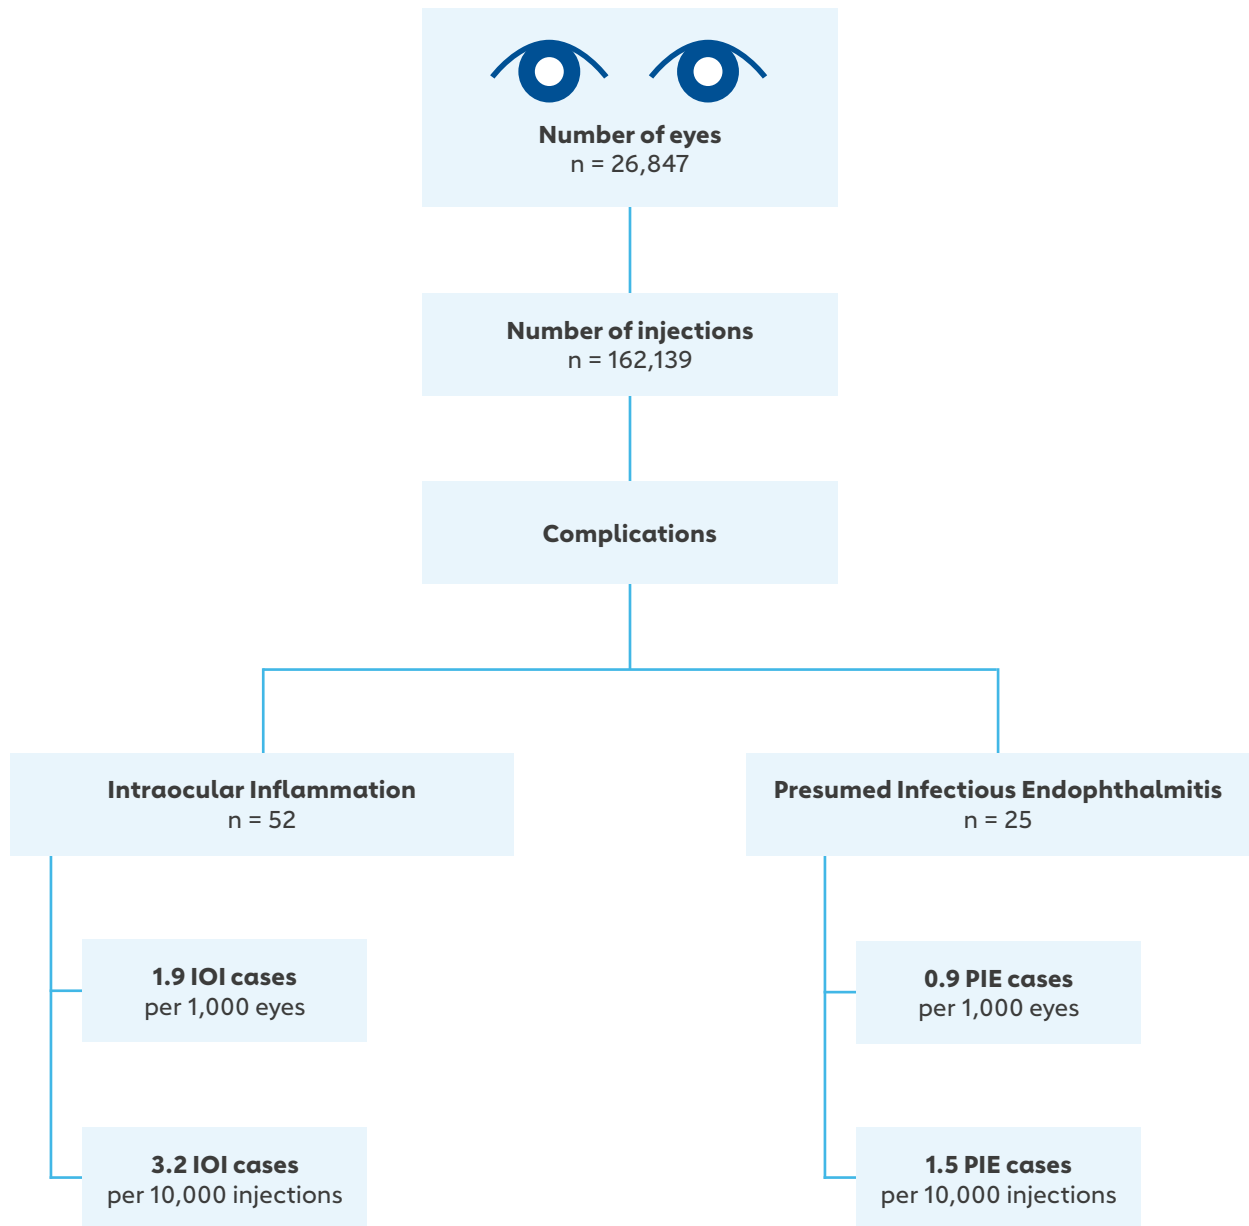 Number of eyes
n = 26,847
Number of injections
n = 162,139
Complications
Intraocular Inflammation
n = 52
Presumed Infectious Endophthalmitis
n = 25
1.9 IOI cases
per 1,000 eyes
0.9 PIE cases
per 1,000 eyes
3.2 IOI cases
per 10,000 injections
1.5 PIE cases
per 10,000 injections